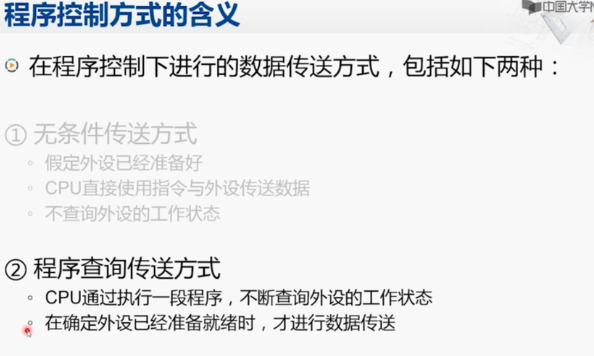 程序控制方式的含义
中国大学M
在程序控制下进行的数据传送方式，包括如下两种：
① 无条件传送方式
◦ 假定外设已经准备好
◦ CPU直接使用指令与外设传送数据
◦ 不查询外设的工作状态
② 程序查询传送方式
◦ CPU通过执行一段程序，不断查询外设的工作状态
◦ 在确定外设已经准备就绪时，才进行数据传送